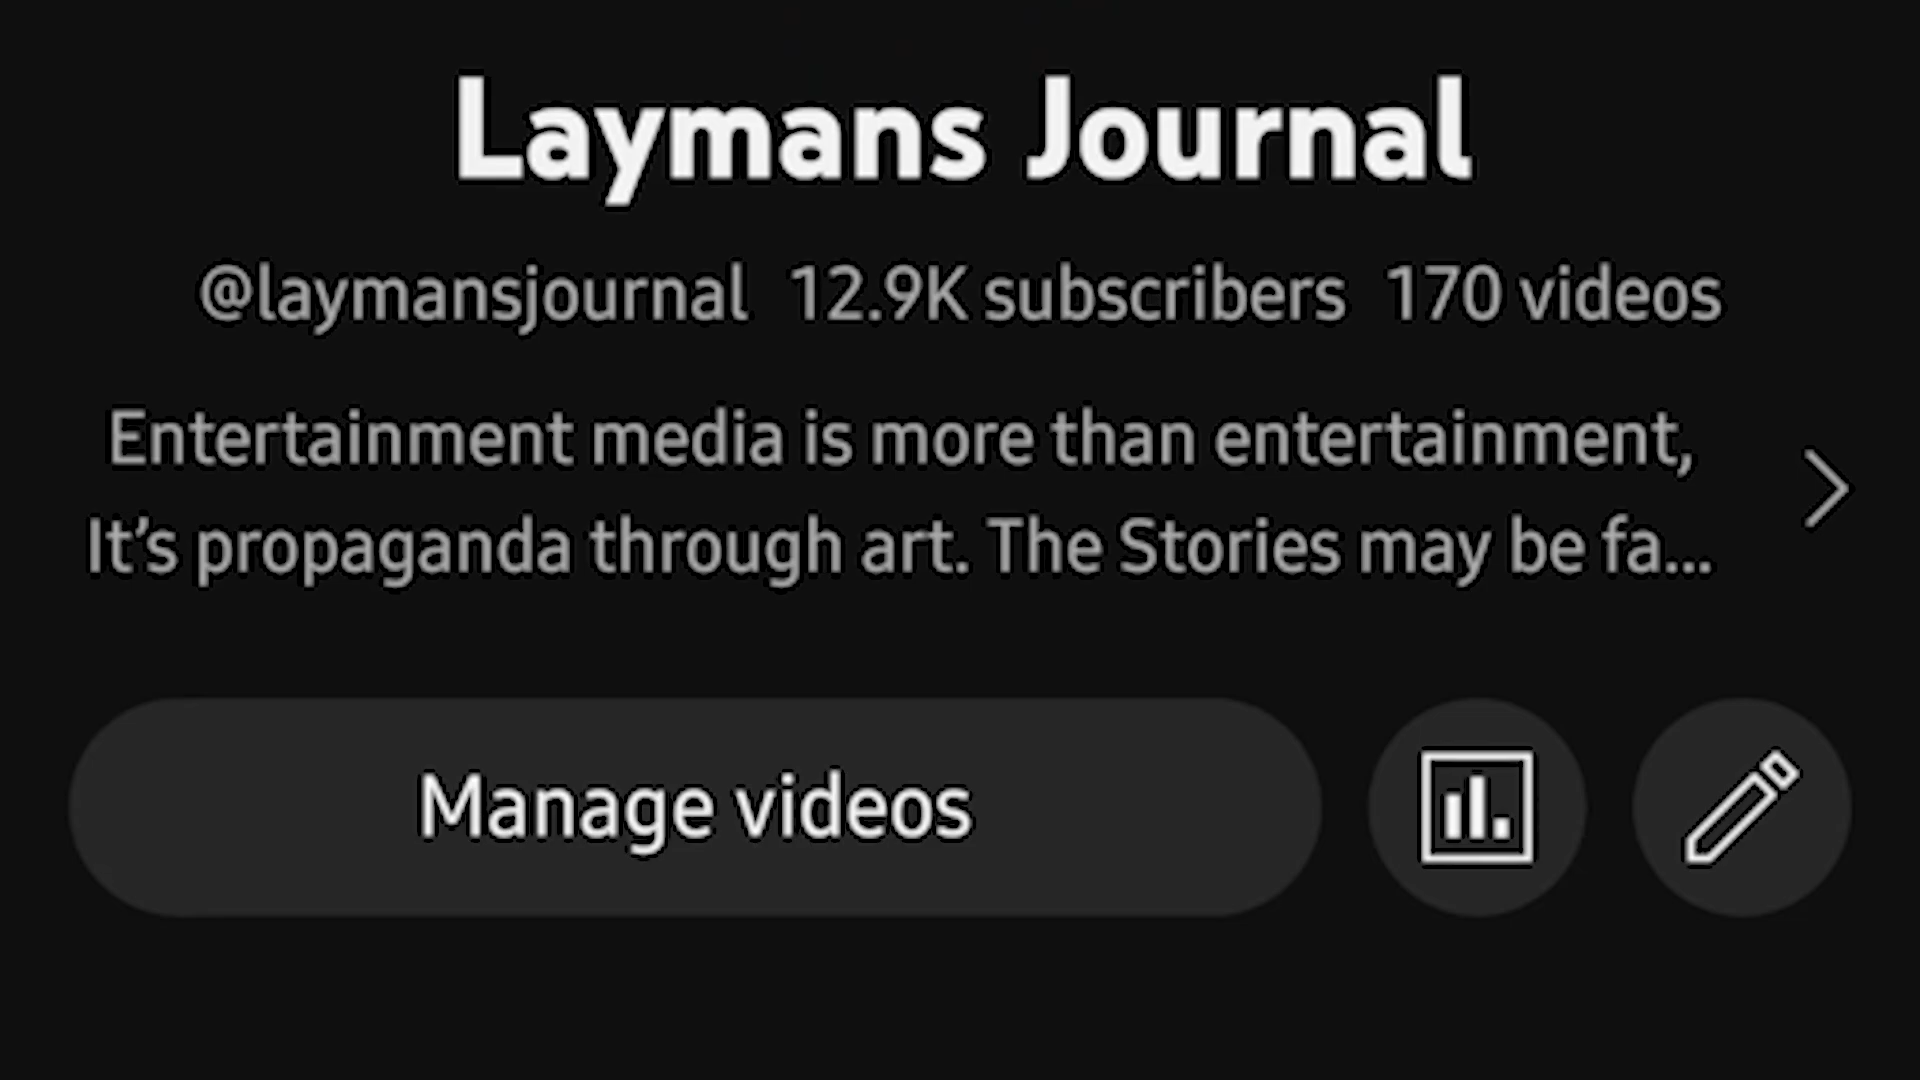 Laymans Journal
@laymansjournal 12.9K subscribers 170 videos
Entertainment media is more than entertainment,
It’s propaganda through art. The Stories may be fa...
Manage videos